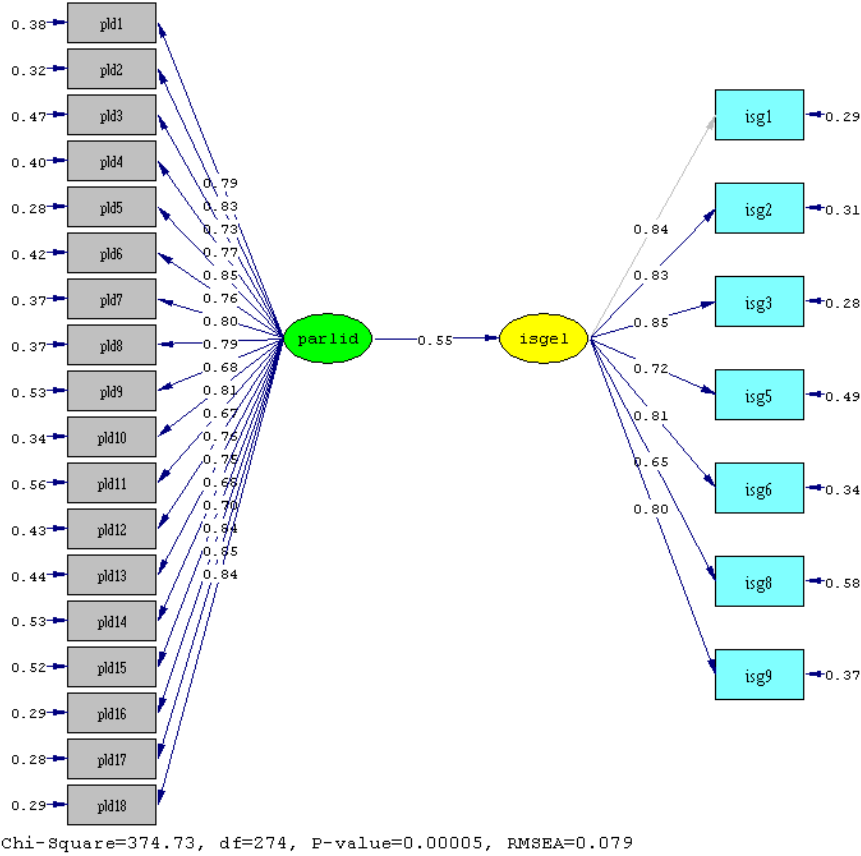 0.38 pld1
0.32 pld2
0.47 pld3
0.40 pld4
0.28 pld5
0.42 pld6
0.37 pld7
0.37 pld8
0.53 pld9
0.34 pld10
0.56 pld11
0.43 pld12
0.44 pld13
0.53 pld14
0.52 pld15
0.29 pld16
0.28 pld17
0.29 pld18
0.79
0.83
0.73
0.77
0.85
0.76
0.80
0.79
0.68
0.81
0.67
0.76
0.75
0.68
0.70
0.84
0.85
0.84
parlid
0.55
isgel
0.84
0.83
0.85
0.72
0.81
0.65
0.80
isg1 0.29
isg2 0.31
isg3 0.28
isg5 0.49
isg6 0.34
isg8 0.58
isg9 0.37
Chi-Square=374.73, df=274, P-value=0.00005, RMSEA=0.079